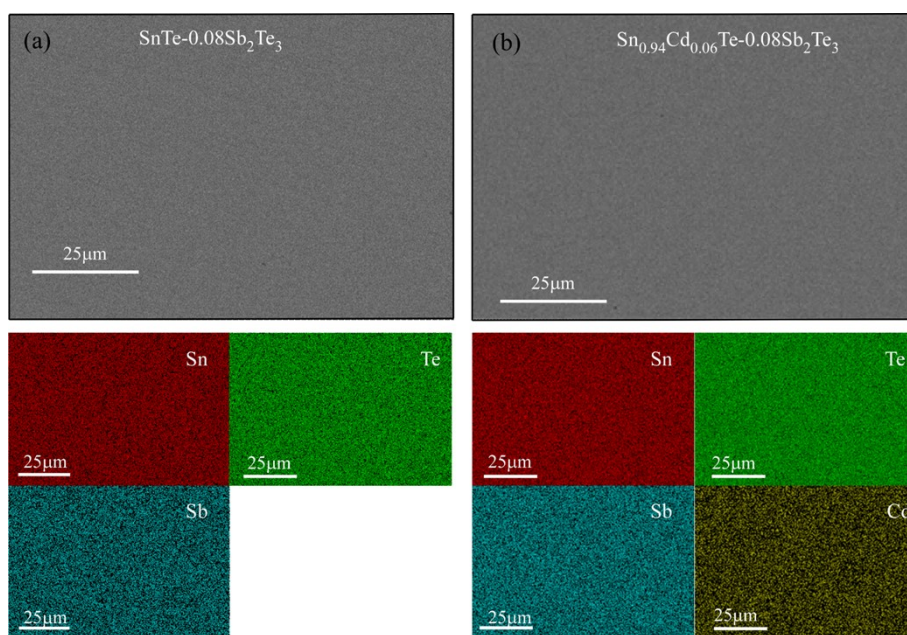 (a)
SnTe-0.08Sb₂Te₃
25μm
(b)
Sn₀.₉₄Cd₀.₀₆Te-0.08Sb₂Te₃
25μm
Sn
25μm
Te
25μm
Sb
25μm
Sn
25μm
Te
25μm
Sb
25μm
Cd
25μm